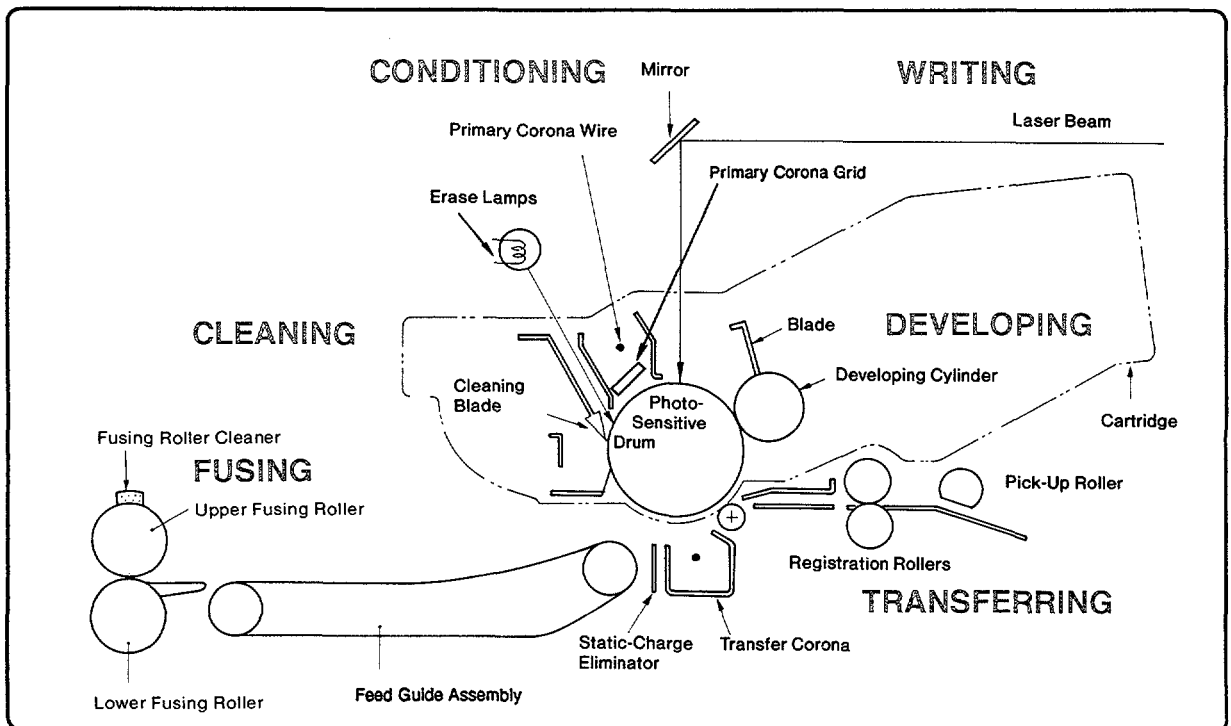 CONDITIONING
Mirror
WRITING
Laser Beam
Primary Corona Wire
Primary Corona Grid
Erase Lamps
CLEANING
Blade
DEVELOPING
Developing Cylinder
Cleaning
Blade
Photo-
Sensitive
Drum
Cartridge
Fusing Roller Cleaner
FUSING
Upper Fusing Roller
Pick-Up Roller
Registration Rollers
TRANSFERRING
Static-Charge
Eliminator
Transfer Corona
Lower Fusing Roller
Feed Guide Assembly